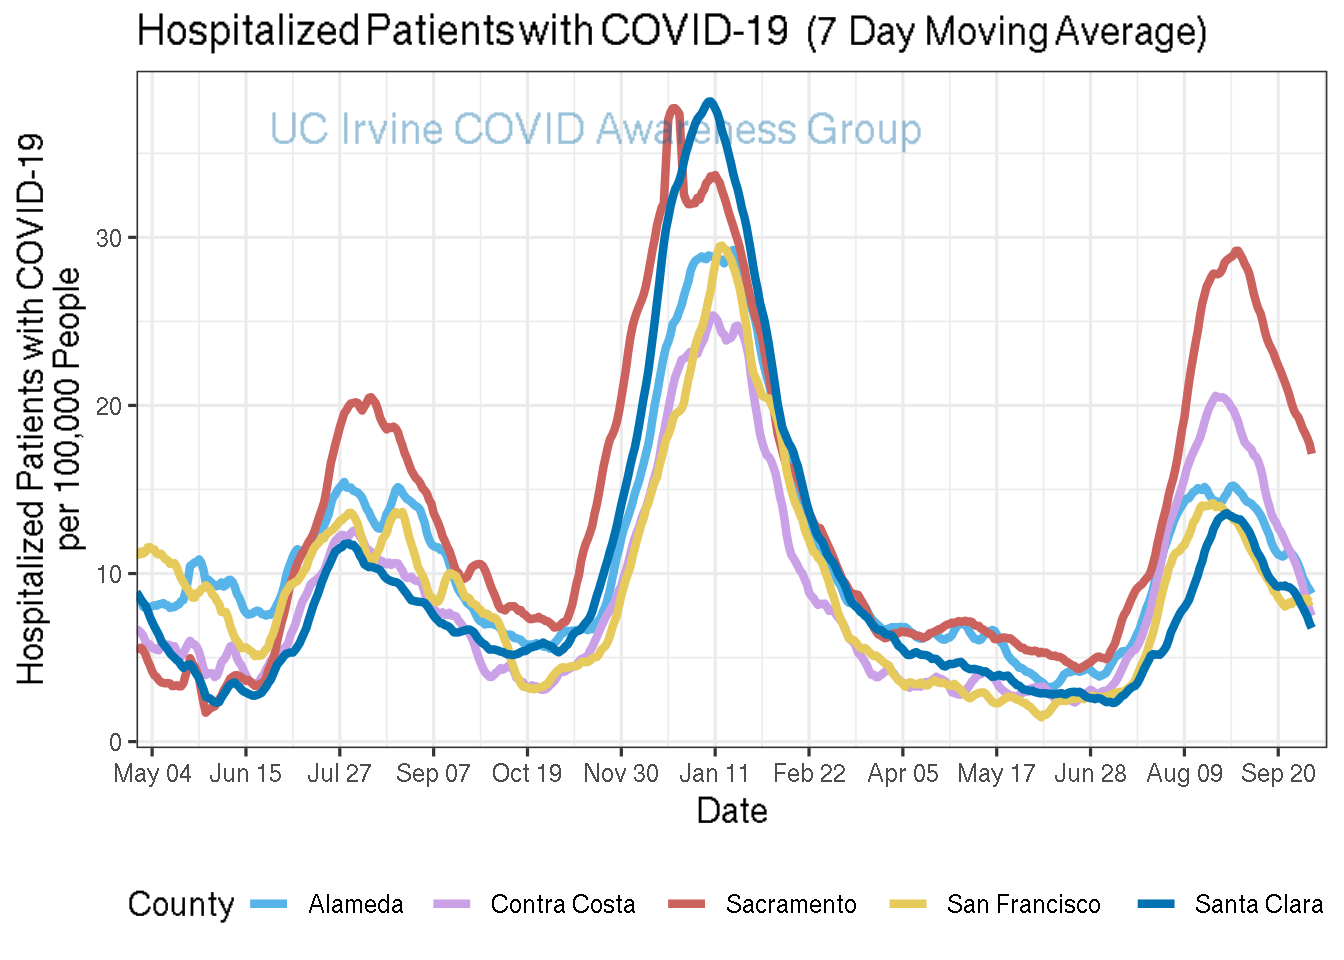 Hospitalized Patients with COVID-19 (7 Day Moving Average)
UC Irvine COVID Awareness Group
Hospitalized Patients with COVID-19
per 100,000 People
30
20
10
0
May 04 Jun 15 Jul 27 Sep 07 Oct 19 Nov 30 Jan 11 Feb 22 Apr 05 May 17 Jun 28 Aug 09 Sep 20
Date
County Alameda Contra Costa Sacramento San Francisco Santa Clara